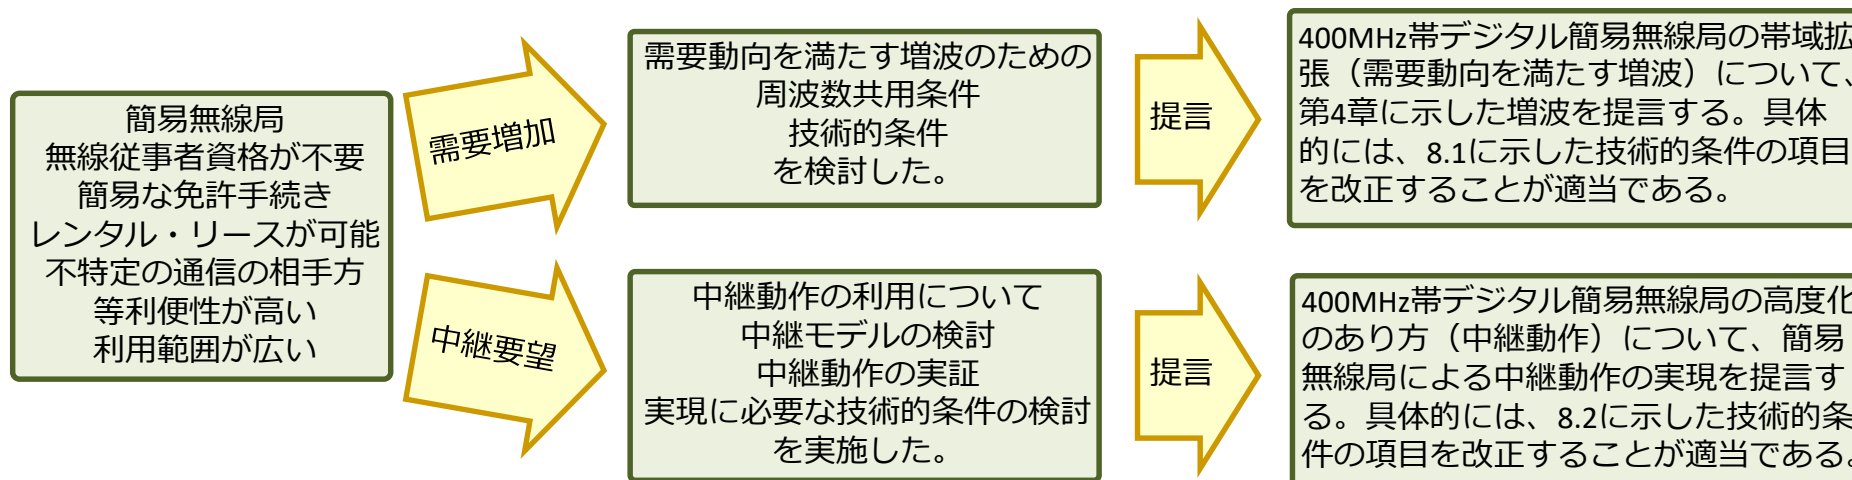 簡易無線局
無線従事者資格が不要
簡易な免許手続き
レンタル・リースが可能
不特定の通信の相手方
等利便性が高い
利用範囲が広い
需要増加
需要動向を満たす増波のための
周波数共用条件
技術的条件
を検討した。
提言
400MHz帯デジタル簡易無線局の帯域拡
張（需要動向を満たす増波）について、
第4章に示した増波を提言する。具体
的には、8.1に示した技術的条件の項目
を改正することが適当である。
中継要望
中継動作の利用について
中継モデルの検討
中継動作の実証
実現に必要な技術的条件の検討
を実施した。
提言
400MHz帯デジタル簡易無線局の高度化
のあり方（中継動作）について、簡易
無線局による中継動作の実現を提言す
る。具体的には、8.2に示した技術的条
件の項目を改正することが適当である。